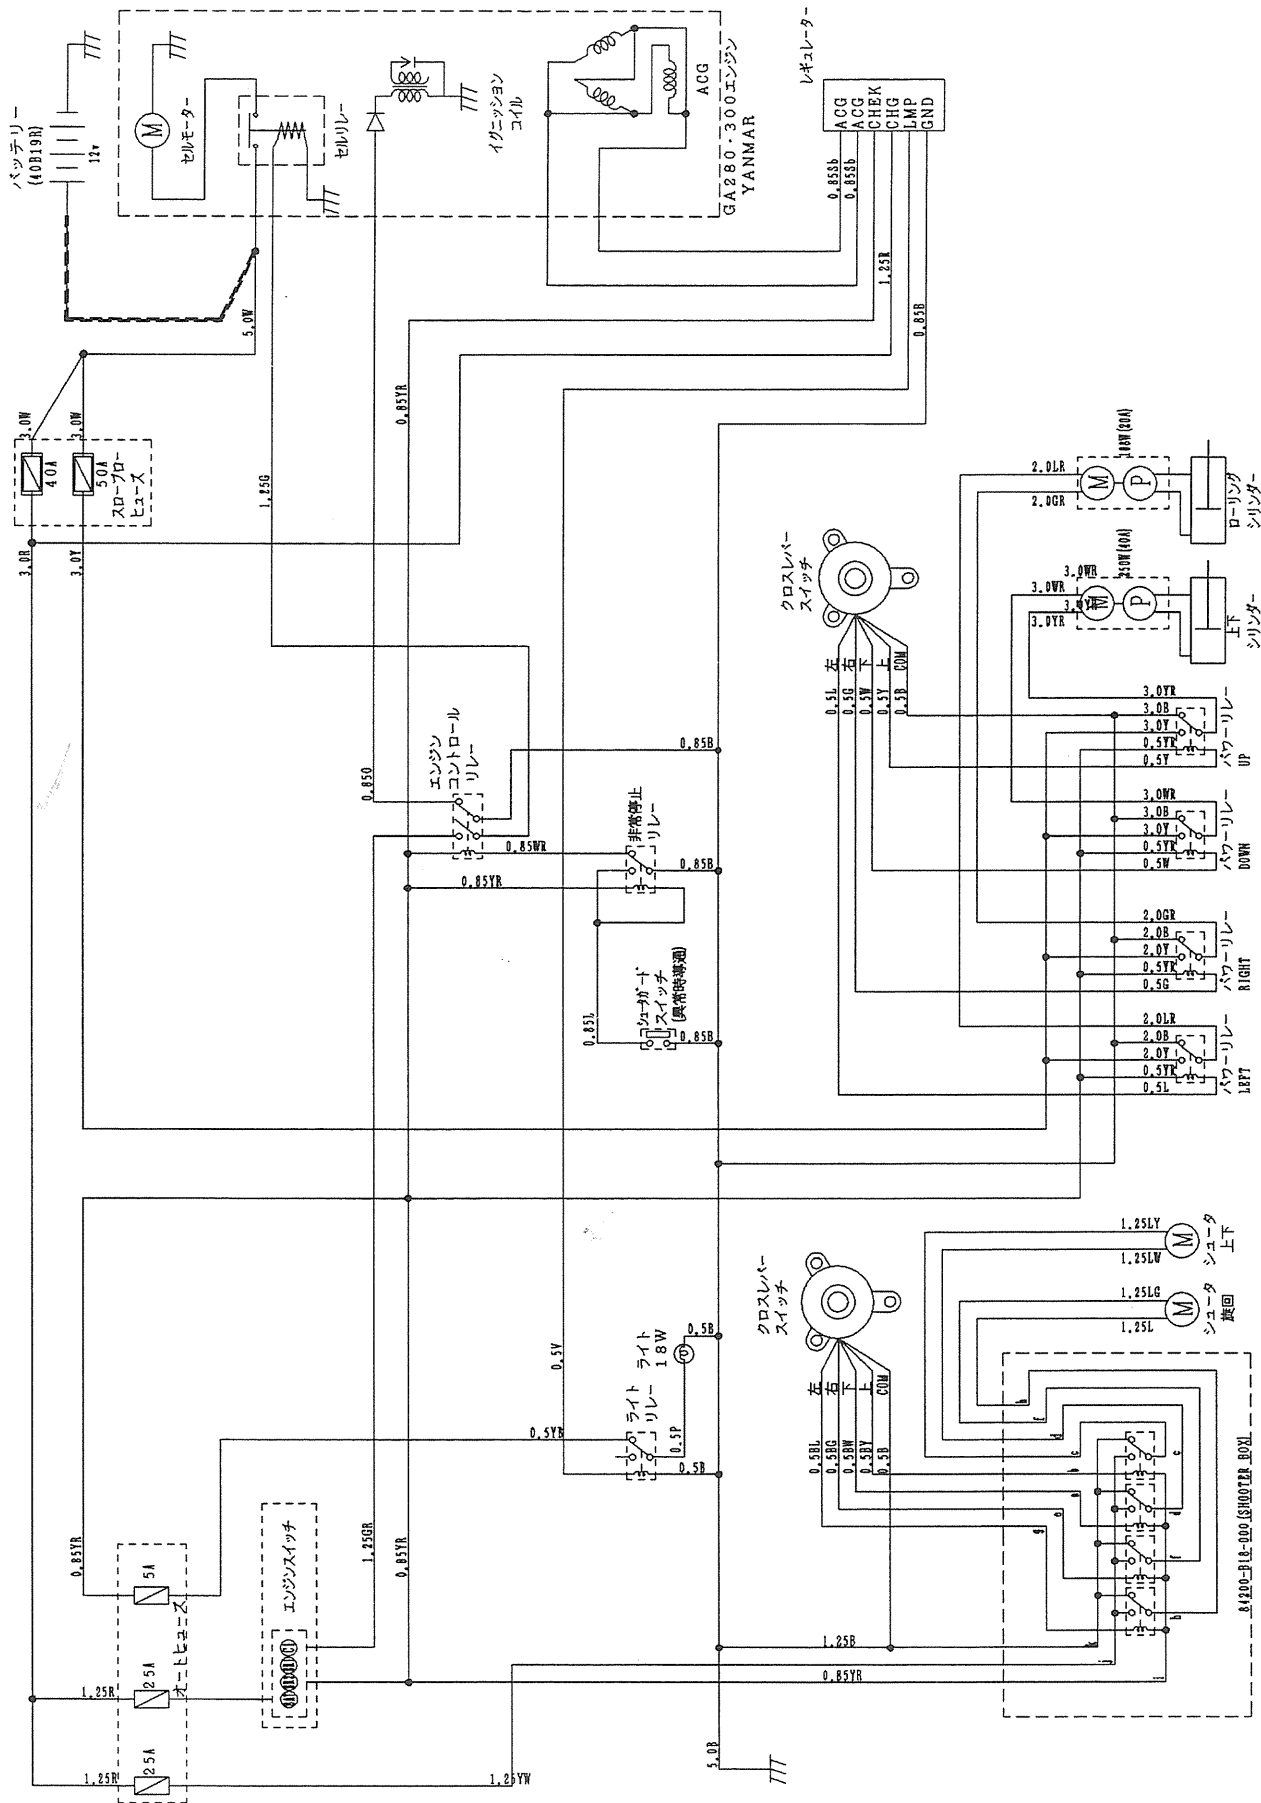 バッテリー
(40B19R)
12v
セルモーター
セルリレー
イグニッション
コイル
ACG
GA280・300エンジン
YANMAR
レギュレーター
ACG
ACG
CHEK
CHG
LMP
GND
0.85Sb
0.85Sb
1.25R
0.85B
5.0W
3.0W
3.0W
40A
50A
スローブロー
ヒューズ
3.0R
3.0Y
1.25G
0.85YR
0.85O
エンジン
コントロール
リレー
0.85B
0.85WR
非常停止
リレー
0.85B
0.85YR
0.85L
シュータガード
スイッチ
(異常時導通)
0.85B
クロスレバー
スイッチ
左
右
下
上
COM
0.5L
0.5G
0.5W
0.5Y
0.5B
2.0LR
2.0GR
M
P
ローリング
シリンダー
250W(40A)
3.0WR
3.0WR
3.0YR
M
P
上下
シリンダー
3.0YR
3.0B
3.0Y
0.5YR
0.5Y
パワーリレー
UP
3.0WR
3.0B
3.0Y
0.5YR
0.5W
パワーリレー
DOWN
2.0GR
2.0B
2.0Y
0.5YR
0.5G
パワーリレー
RIGHT
2.0LR
2.0B
2.0Y
0.5YR
0.5L
パワーリレー
LEFT
1.25LY
1.25LW
M
シュータ
上下
1.25LG
1.25L
M
シュータ
旋回
クロスレバー
スイッチ
左
右
下
上
COM
0.5BL
0.5BG
0.5BW
0.5BY
0.5B
0.5V
ライト
18W
0.5B
ライト
リレー
0.5P
0.5B
0.85YR
5A
25A
25A
オートヒューズ
1.25R
1.25R
エンジンスイッチ
1.25GR
0.85YR
1.25YW
1.25B
0.85YR
5.0B
84200-B18-000(SHOOTER BOX)